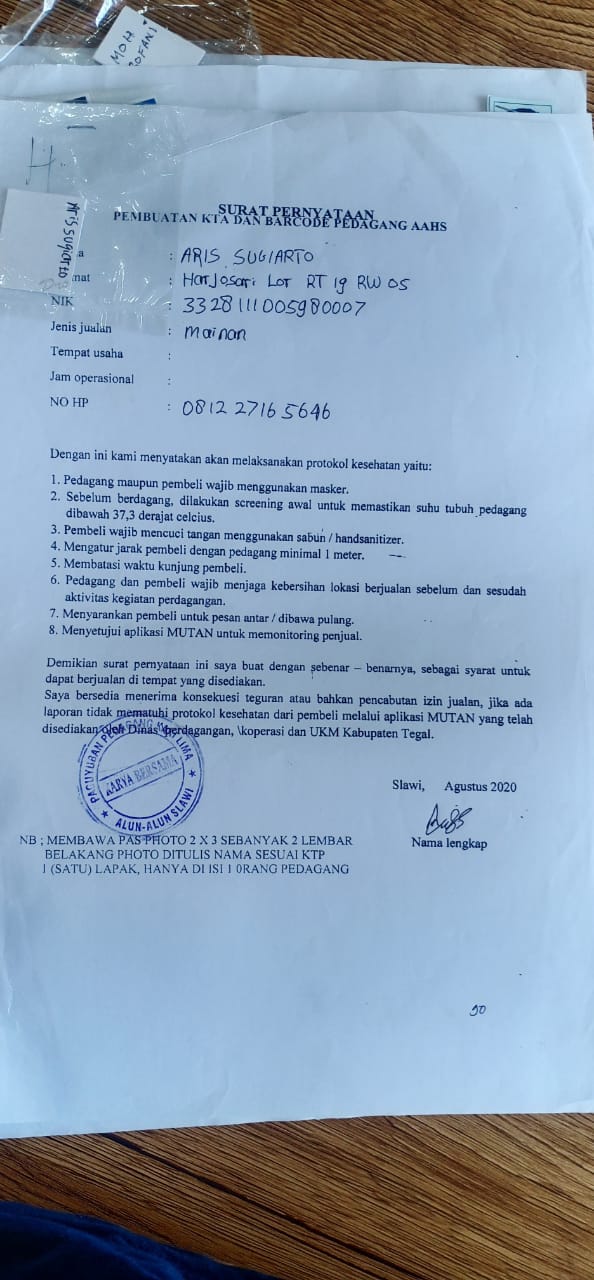 MOH
H.
ARIS SUGIARTO
SURAT PERNYATAAN
PEMBUATAN KTA DAN BARCODE PEDAGANG AAHS
: ARIS SUGIARTO
: Harjosari Lor RT 19 RW 05
NIK : 3328111005980007
Jenis jualan : Mainan
Tempat usaha :
Jam operasional :
NO HP : 0812 2716 5646
Dengan ini kami menyatakan akan melaksanakan protokol kesehatan yaitu:
1. Pedagang maupun pembeli wajib menggunakan masker.
2. Sebelum berdagang, dilakukan screening awal untuk memastikan suhu tubuh pedagang
dibawah 37,3 derajat celcius.
3. Pembeli wajib mencuci tangan menggunakan sabun / handsanitizer.
4. Mengatur jarak pembeli dengan pedagang minimal 1 meter.
5. Membatasi waktu kunjung pembeli.
6. Pedagang dan pembeli wajib menjaga kebersihan lokasi berjualan sebelum dan sesudah
aktivitas kegiatan perdagangan.
7. Menyarankan pembeli untuk pesan antar / dibawa pulang.
8. Menyetujui aplikasi MUTAN untuk memonitoring penjual.
Demikian surat pernyataan ini saya buat dengan sebenar – benarnya, sebagai syarat untuk
dapat berjualan di tempat yang disediakan.
Saya bersedia menerima konsekuesi teguran atau bahkan pencabutan izin jualan, jika ada
laporan tidak mematuhi protokol kesehatan dari pembeli melalui aplikasi MUTAN yang telah
disediakan oleh Dinas \perdagangan, \koperasi dan UKM Kabupaten Tegal.
PAGUYUBAN PEDAGANG KAKI LIMA
KARYA BERSAMA
ALUN-ALUN SLAWI
Slawi, Agustus 2020
Nama lengkap
NB ; MEMBAWA PAS PHOTO 2 X 3 SEBANYAK 2 LEMBAR
BELAKANG PHOTO DITULIS NAMA SESUAI KTP
1 (SATU) LAPAK, HANYA DI ISI 1 0RANG PEDAGANG